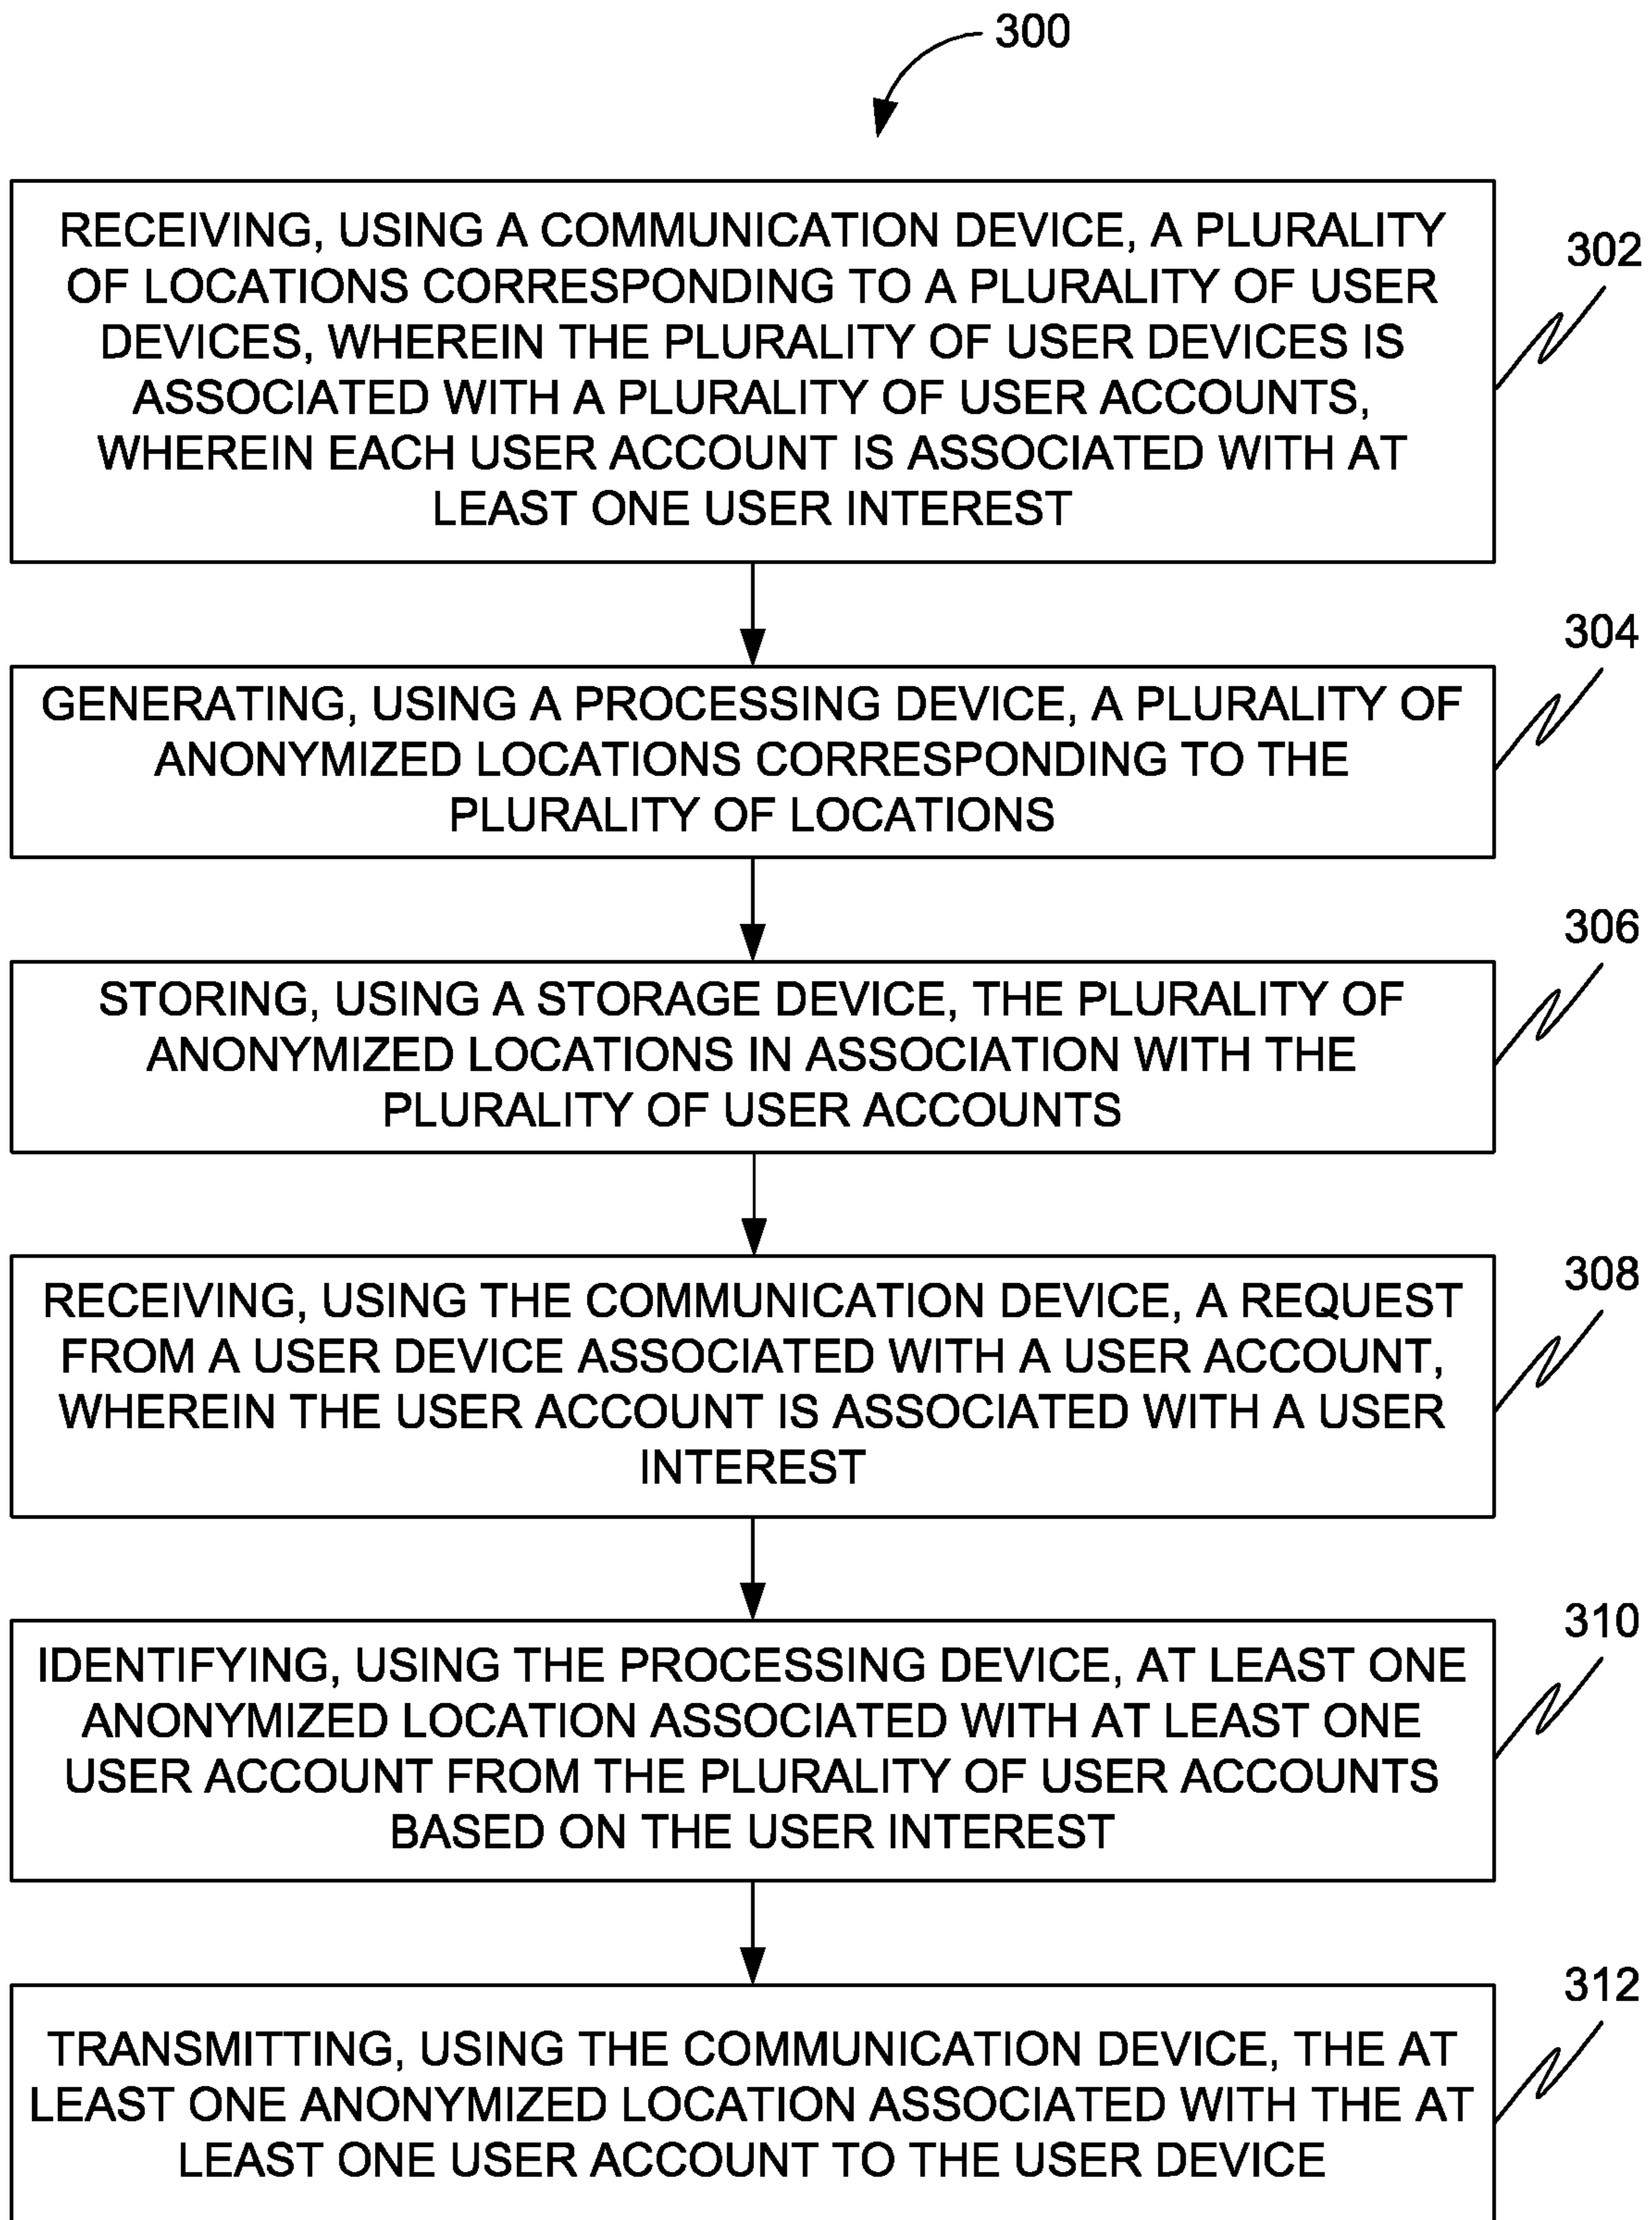 300
RECEIVING, USING A COMMUNICATION DEVICE, A PLURALITY
OF LOCATIONS CORRESPONDING TO A PLURALITY OF USER
DEVICES, WHEREIN THE PLURALITY OF USER DEVICES IS
ASSOCIATED WITH A PLURALITY OF USER ACCOUNTS,
WHEREIN EACH USER ACCOUNT IS ASSOCIATED WITH AT
LEAST ONE USER INTEREST
302
GENERATING, USING A PROCESSING DEVICE, A PLURALITY OF
ANONYMIZED LOCATIONS CORRESPONDING TO THE
PLURALITY OF LOCATIONS
304
STORING, USING A STORAGE DEVICE, THE PLURALITY OF
ANONYMIZED LOCATIONS IN ASSOCIATION WITH THE
PLURALITY OF USER ACCOUNTS
306
RECEIVING, USING THE COMMUNICATION DEVICE, A REQUEST
FROM A USER DEVICE ASSOCIATED WITH A USER ACCOUNT,
WHEREIN THE USER ACCOUNT IS ASSOCIATED WITH A USER
INTEREST
308
IDENTIFYING, USING THE PROCESSING DEVICE, AT LEAST ONE
ANONYMIZED LOCATION ASSOCIATED WITH AT LEAST ONE
USER ACCOUNT FROM THE PLURALITY OF USER ACCOUNTS
BASED ON THE USER INTEREST
310
TRANSMITTING, USING THE COMMUNICATION DEVICE, THE AT
LEAST ONE ANONYMIZED LOCATION ASSOCIATED WITH THE AT
LEAST ONE USER ACCOUNT TO THE USER DEVICE
312